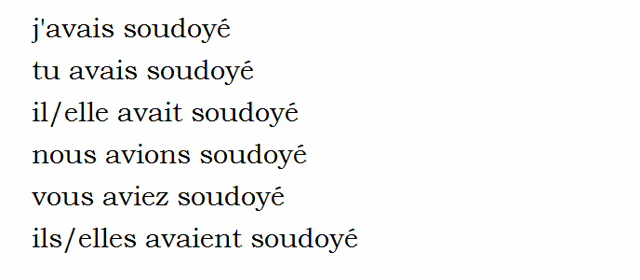 j'avais soudoyé
tu avais soudoyé
il/elle avait soudoyé
nous avions soudoyé
vous aviez soudoyé
ils/elles avaient soudoyé